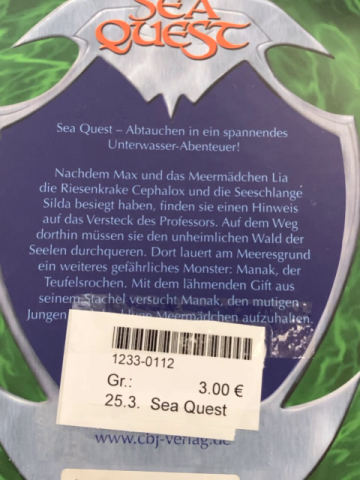 SEA
QUEST
Sea Quest – Abtauchen in ein spannendes
Unterwasser-Abenteuer!
Nachdem Max und das Meermädchen Lia
die Riesenkrake Cephalox und die Seeschlange
Silda besiegt haben, finden sie einen Hinweis
auf das Versteck des Professors. Auf dem Weg
dorthin müssen sie den unheimlichen Wald der
Seelen durchqueren. Dort lauert am Meeresgrund
ein weiteres gefährliches Monster: Manak, der
Teufelsrochen. Mit dem lähmenden Gift aus
seinem Stachel versucht Manak, den mutigen
Jungen Meermädchen aufzuhalten.
1233-0112
Gr.: 3.00 €
25.3. Sea Quest
www.cbj-verlag.de